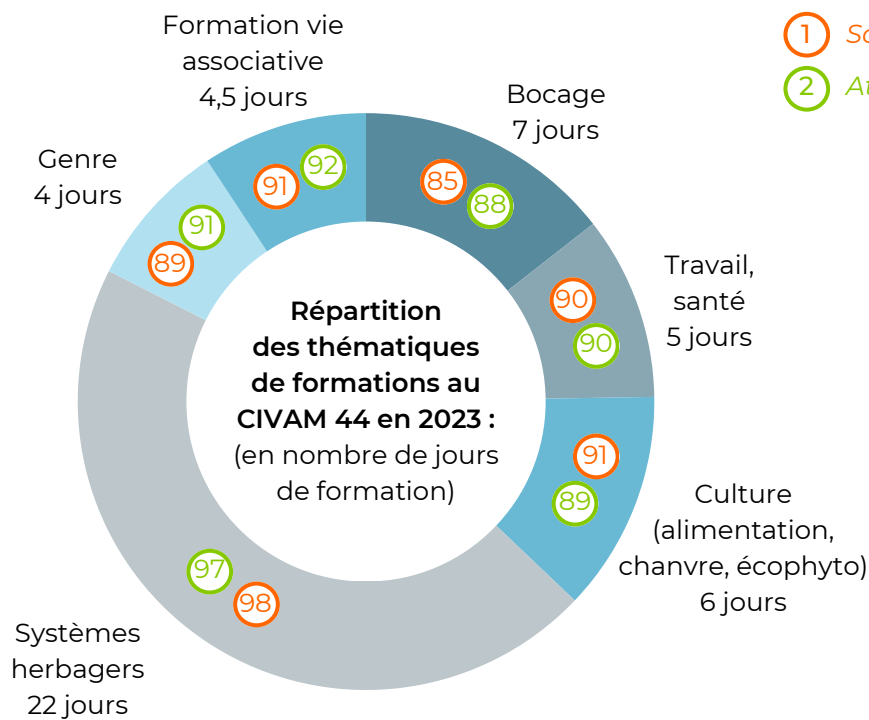 Formation vie
associative
4,5 jours
1
2
Bocage
7 jours
Genre
4 jours
91
92
85
88
91
89
Travail,
santé
5 jours
90
90
Répartition
des thématiques
de formations au
CIVAM 44 en 2023 :
(en nombre de jours
de formation)
91
89
Culture
(alimentation,
chanvre, écophyto)
6 jours
97
98
Systèmes
herbagers
22 jours